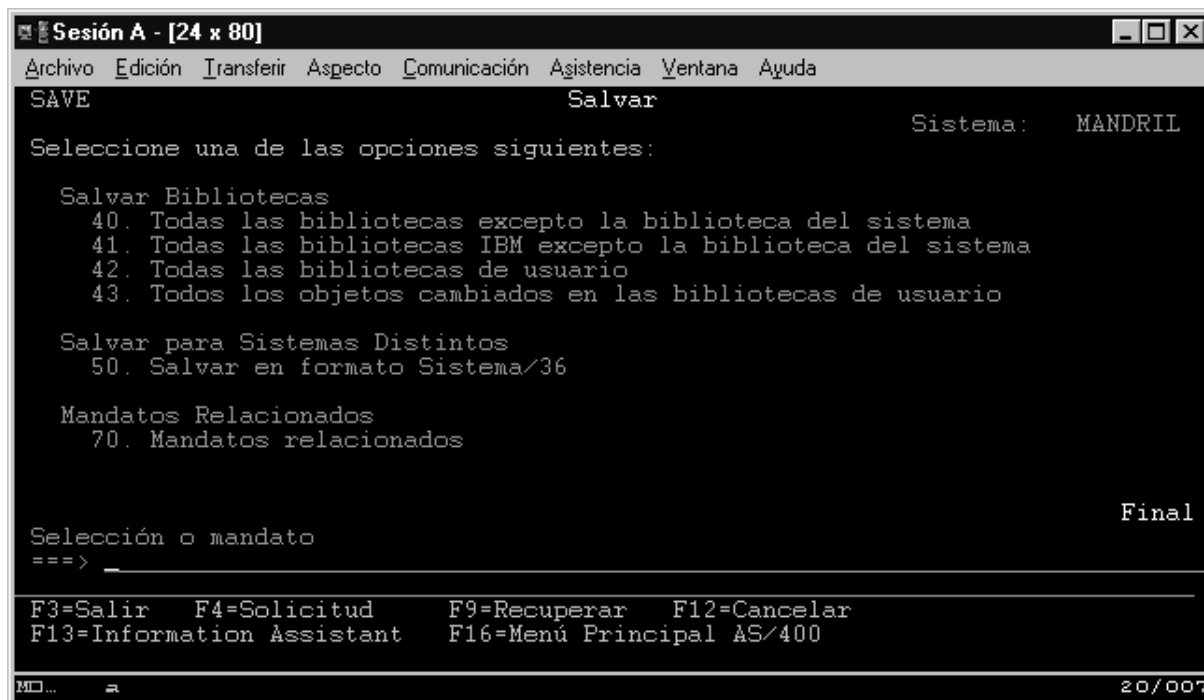 Sesión A - [24 x 80]
Archivo Edición Transferir Aspecto Comunicación Asistencia Ventana Ayuda
SAVE Salvar
Sistema: MANDRIL
Seleccione una de las opciones siguientes:
Salvar Bibliotecas
40. Todas las bibliotecas excepto la biblioteca del sistema
41. Todas las bibliotecas IBM excepto la biblioteca del sistema
42. Todas las bibliotecas de usuario
43. Todos los objetos cambiados en las bibliotecas de usuario
Salvar para Sistemas Distintos
50. Salvar en formato Sistema/36
Mandatos Relacionados
70. Mandatos relacionados
Final
Selección o mandato
===> _
F3=Salir F4=Solicitud F9=Recuperar F12=Cancelar
F13=Information Assistant F16=Menú Principal AS/400
a 20/007